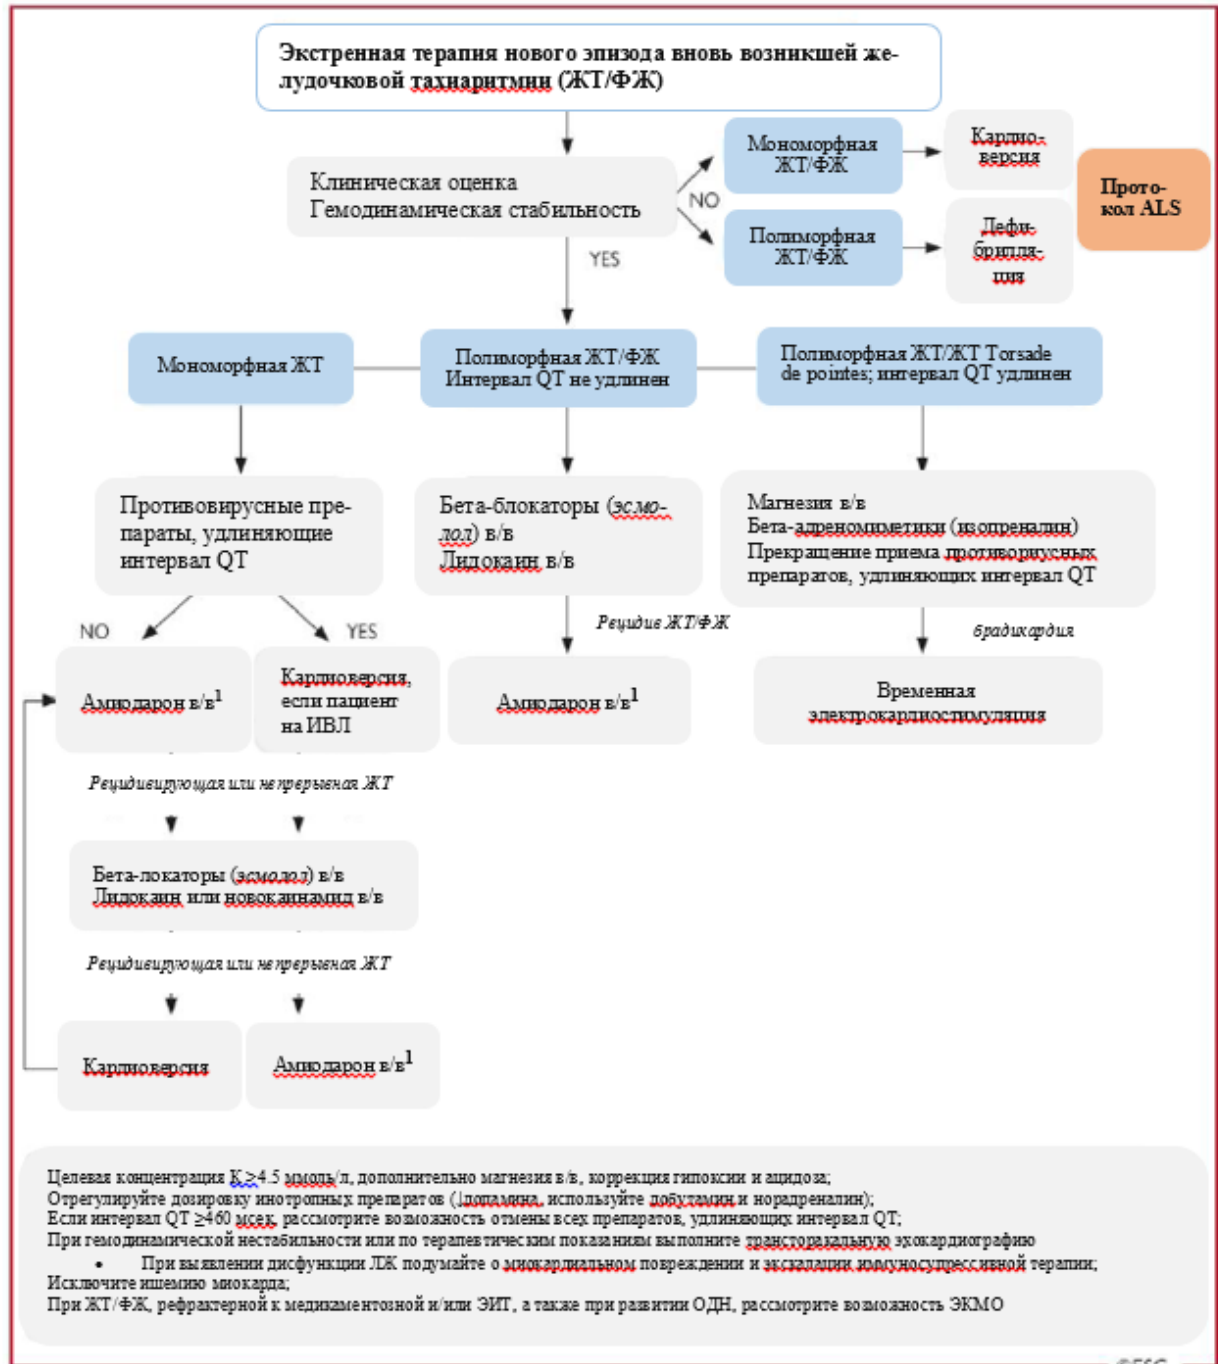 Экстренная терапия нового эпизода вновь возникшей же-
лудочковой тахиаритмии (ЖТ/ФЖ)
Клиническая оценка
Гемодинамическая стабильность
NO
Мономорфная
ЖТ/ФЖ
Кардио-
версия
Полиморфная
ЖТ/ФЖ
Дефи-
брилля-
ция
Прото-
кол ALS
YES
Мономорфная ЖТ
Полиморфная ЖТ/ФЖ
Интервал QT не удлинен
Полиморфная ЖТ/ЖТ Torsade
de pointes; интервал QT удлинен
Противовирусные пре-
параты, удлиняющие
интервал QT
Бета-блокаторы (эсмо-
лол) в/в
Лидокаин в/в
Магнезия в/в
Бета-адреномиметики (изопреналин)
Прекращение приема противориусных
препаратов, удлиняющих интервал QT
NO
YES
Рецидив ЖТ/ФЖ
брадикардия
Амиодарон в/в1
Кардиоверсия,
если пациент
на ИВЛ
Амиодарон в/в1
Временная
электрокардиостимуляция
Рецидивирующая или непрерывная ЖТ
Бета-локаторы (эсмолол) в/в
Лидокаин или новокаинамид в/в
Рецидивирующая или непрерывная ЖТ
Кардиоверсия
Амиодарон в/в1
Целевая концентрация К ≥4.5 ммоль/л, дополнительно магнезия в/в, коррекция гипоксии и ацидоза;
Отрегулируйте дозировку инотропных препаратов (↓допамина, используйте добутамин и норадреналин);
Если интервал QT ≥460 мсек, рассмотрите возможность отмены всех препаратов, удлиняющих интервал QT;
При гемодинамической нестабильности или по терапевтическим показаниям выполните трансторакальную эхокардиографию
• При выявлении дисфункции ЛЖ подумайте о миокардиальном повреждении и экскалации иммуносупрессивной терапии;
Исключите ишемию миокарда;
При ЖТ/ФЖ, рефрактерной к медикаментозной и/или ЭИТ, а также при развитии ОДН, рассмотрите возможность ЭКМО